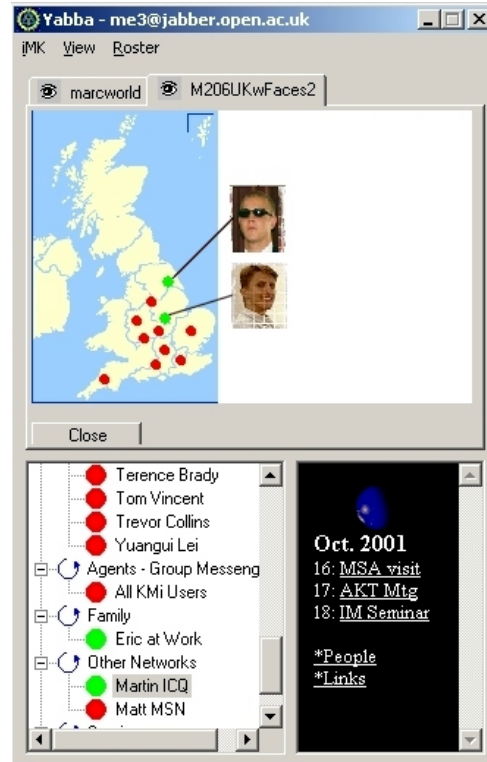 Yabba - me3@jabber.open.ac.uk
iMK View Roster
marcworld M206UKwFaces2
Close
Terence Brady
Tom Vincent
Trevor Collins
Yuangui Lei
Agents - Group Messeng
All KMi Users
Family
Eric at Work
Other Networks
Martin ICQ
Matt MSN
Oct. 2001
16: MSA visit
17: AKT Mtg
18: IM Seminar
*People
*Links